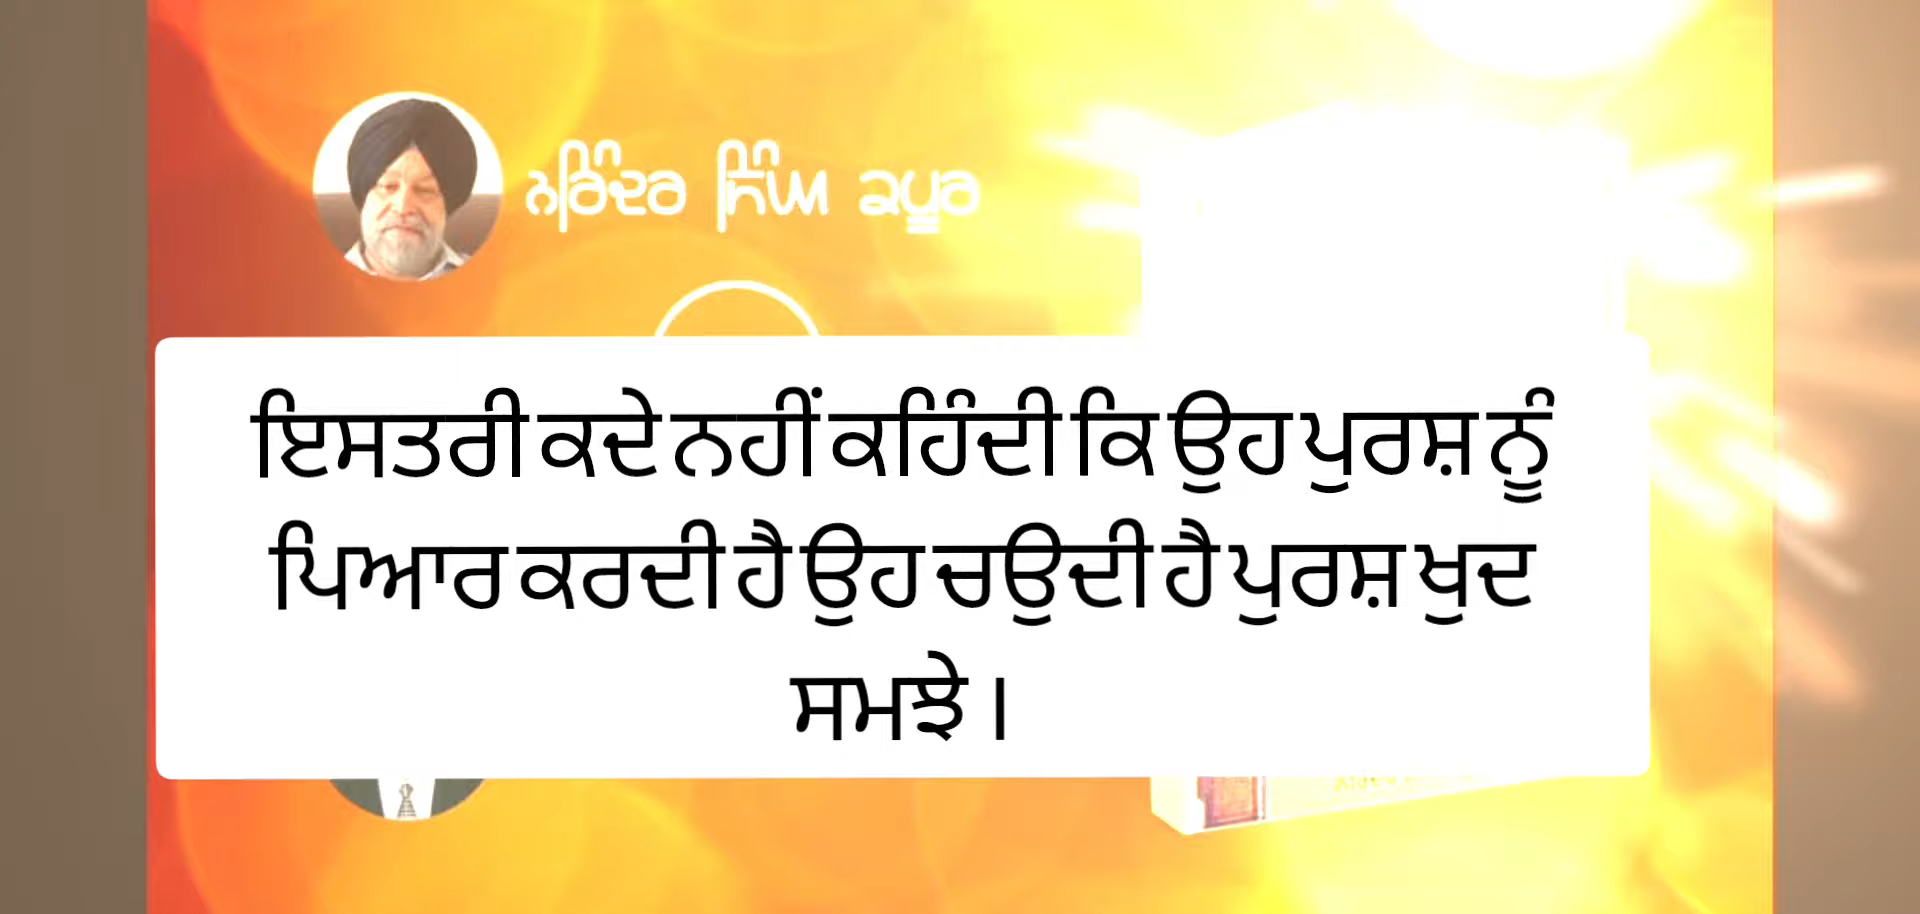 ਨਰਿੰਦਰ ਸਿੰਘ ਕਪੂਰ
ਇਸਤਰੀ ਕਦੇ ਨਹੀਂ ਕਹਿੰਦੀ ਕਿ ਉਹ ਪੁਰਸ਼ ਨੂੰ
ਪਿਆਰ ਕਰਦੀ ਹੈ ਉਹ ਚਉਦੀ ਹੈ ਪੁਰਸ਼ ਖੁਦ
ਸਮਝੇ ।